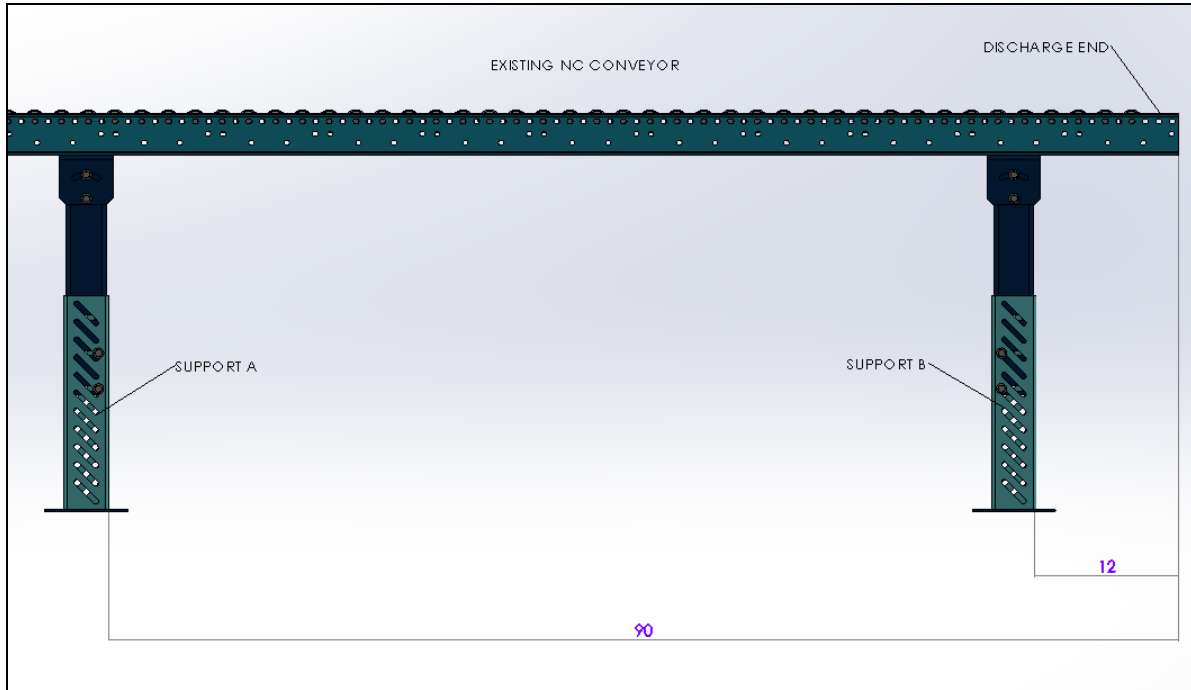 DISCHARGE END
EXISTING NC CONVEYOR
SUPPORT A
SUPPORT B
12
90